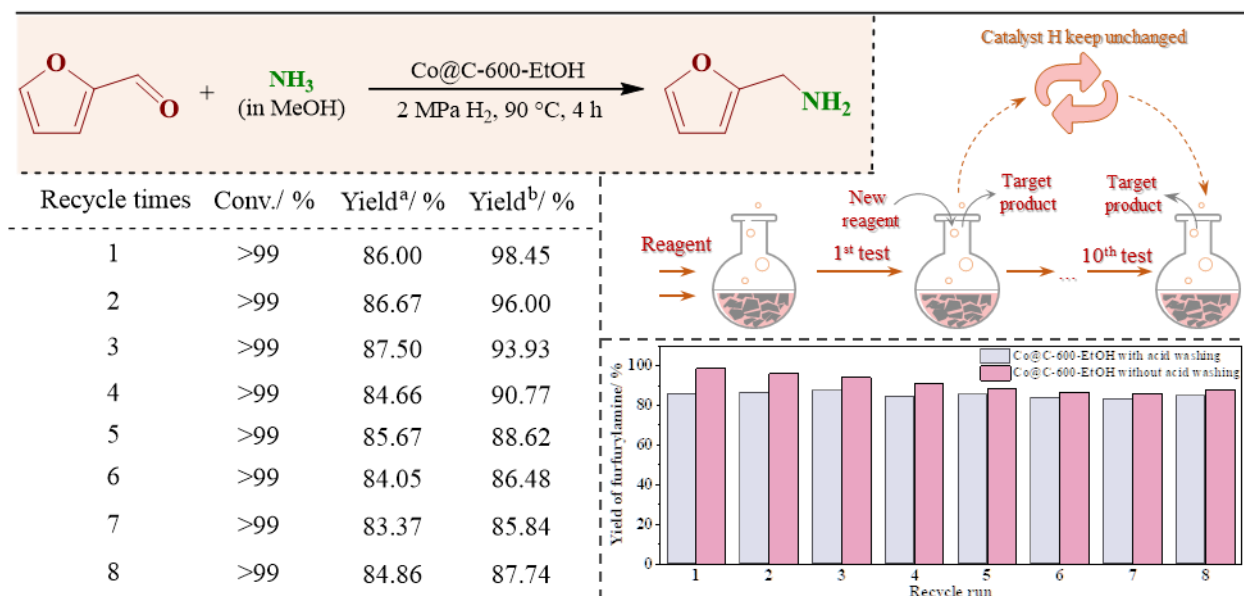 O
O
+
NH3
(in MeOH)
Co@C-600-EtOH
2 MPa H2, 90 °C, 4 h
O
NH2
Catalyst H keep unchanged
Recycle times Conv./ % Yieldᵃ/ % Yieldᵇ/ %
1 >99 86.00 98.45
2 >99 86.67 96.00
3 >99 87.50 93.93
4 >99 84.66 90.77
5 >99 85.67 88.62
6 >99 84.05 86.48
7 >99 83.37 85.84
8 >99 84.86 87.74
Reagent
1st test
New
reagent
Target
product
...
10th test
Target
product
Co@C-600-EtOH with acid washing
Co@C-600-EtOH without acid washing
Yield of furfurylamine/ %
100
80
60
40
20
0
1 2 3 4 5 6 7 8
Recycle run